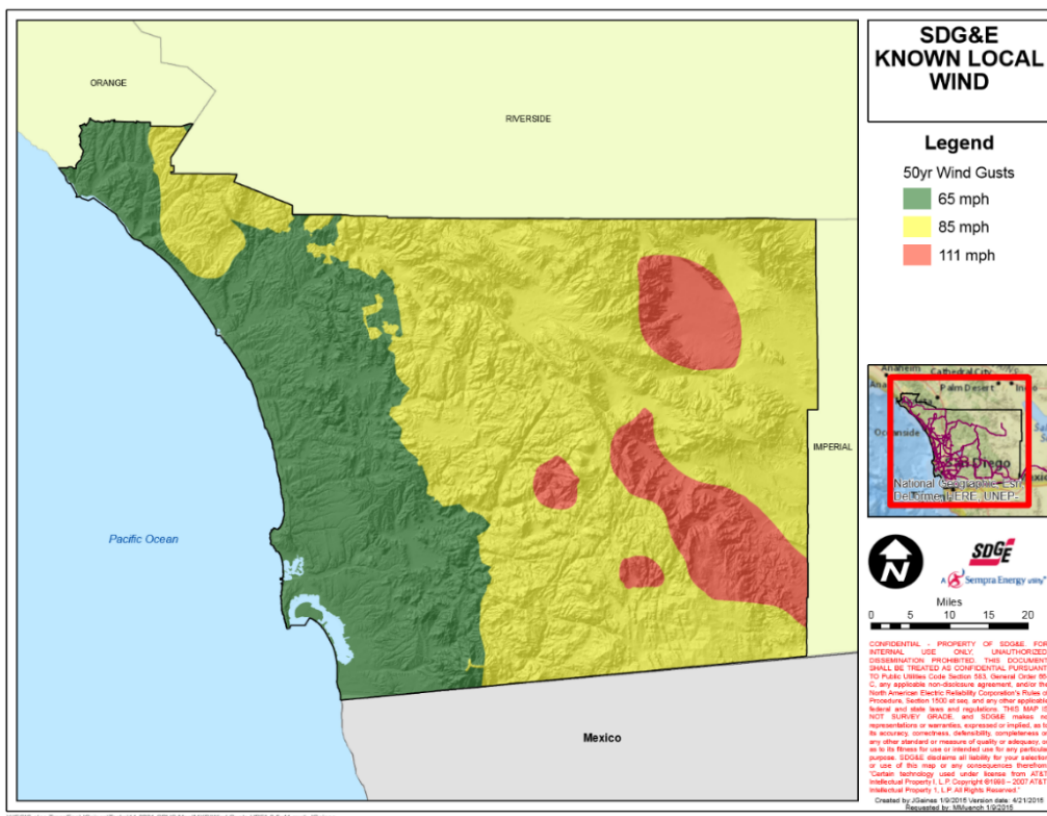 SDG&E
KNOWN LOCAL
WIND
Legend
50yr Wind Gusts
65 mph
85 mph
111 mph
ORANGE
RIVERSIDE
IMPERIAL
Pacific Ocean
Mexico
Anaheim
Cathedral City
Palm Desert
Oceanside
National Geographic, Esri,
DeLorme, HERE, UNEP-
N
SDGE
A Sempra Energy utility
Miles
0 5 10 15 20
CONFIDENTIAL - PROPERTY OF SDG&E. FOR
INTERNAL USE ONLY. UNAUTHORIZED
DISSEMINATION PROHIBITED. THIS DOCUMENT
SHALL BE TREATED AS CONFIDENTIAL PURSUANT
TO Public Utilities Code Section 583, General Order 66-
C, any applicable non-disclosure agreement, and/or the
North American Electric Reliability Corporation's Rules of
Procedure, Section 1500 et seq. and any other applicable
federal and state laws and regulations. THIS MAP IS
NOT SURVEY GRADE, and SDG&E makes no
representations or warranties, expressed or implied, as to
its accuracy, correctness, defensibility, completeness or
any other standard or measure of quality or adequacy, or
as to its fitness for use or intended use for any particular
purpose. SDG&E disclaims all liability for your selection
or use of this map or any consequences therefrom.
"Certain technology used under license from AT&T
Intellectual Property I, L.P. Copyright ©1998 – 2007 AT&T
Intellectual Property 1, L.P. All Rights Reserved."
Created by:JGaines 1/9/2015 Version date: 4/21/2015
Requested by: MMuench 1/9/2015